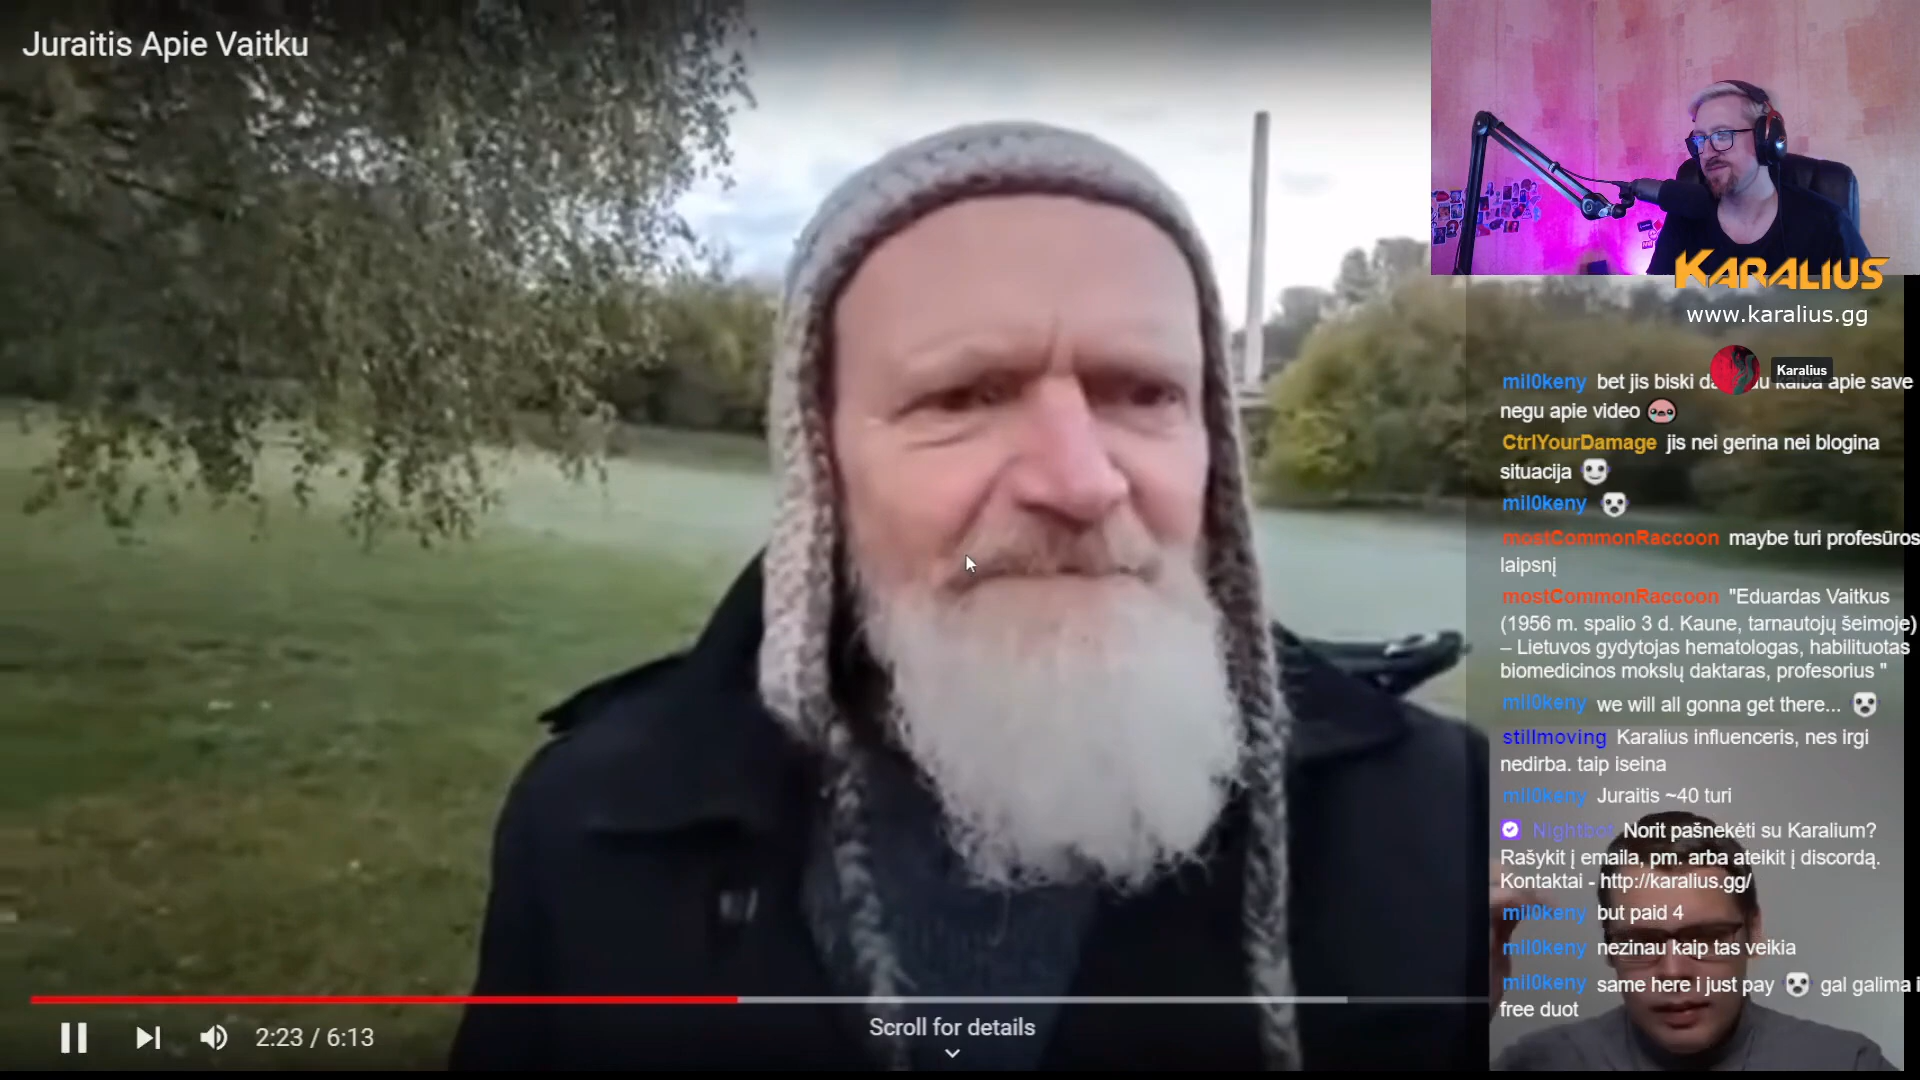 Juraitis Apie Vaitku
KARALIUS
www.karalius.gg
Karalius
mil0keny bet jis biski kalba apie save
negu apie video
CtrlYourDamage jis nei gerina nei blogina
situacija
mil0keny
mostCommonRaccoon maybe turi profesūros
laipsnį
mostCommonRaccoon "Eduardas Vaitkus
(1956 m. spalio 3 d. Kaune, tarnautojų šeimoje)
– Lietuvos gydytojas hematologas, habilituotas
biomedicinos mokslų daktaras, profesorius "
mil0keny we will all gonna get there...
stillmoving Karalius influenceris, nes irgi
nedirba. taip iseina
mil0keny Juraitis ~40 turi
Nightbot Norit pašnekėti su Karalium?
Rašykit į emaila, pm. arba ateikit į discordą.
Kontaktai - http://karalius.gg/
mil0keny but paid 4
mil0keny nezinau kaip tas veikia
mil0keny same here i just pay gal galima i
free duot
2:23 / 6:13
Scroll for details